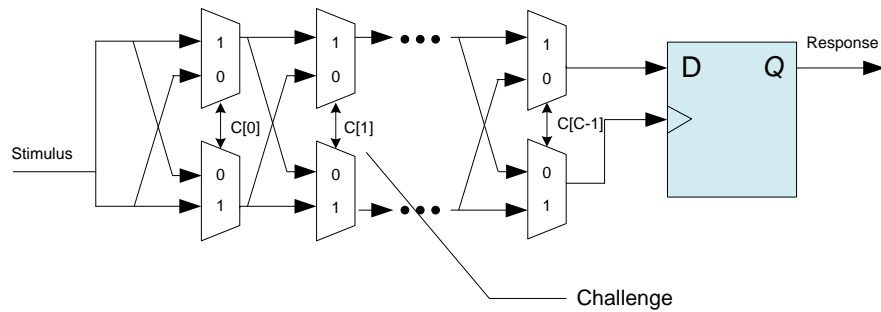 Stimulus
1
0
C[0]
0
1
1
0
C[1]
0
1
1
0
C[C-1]
0
1
D
Q
Response
Challenge